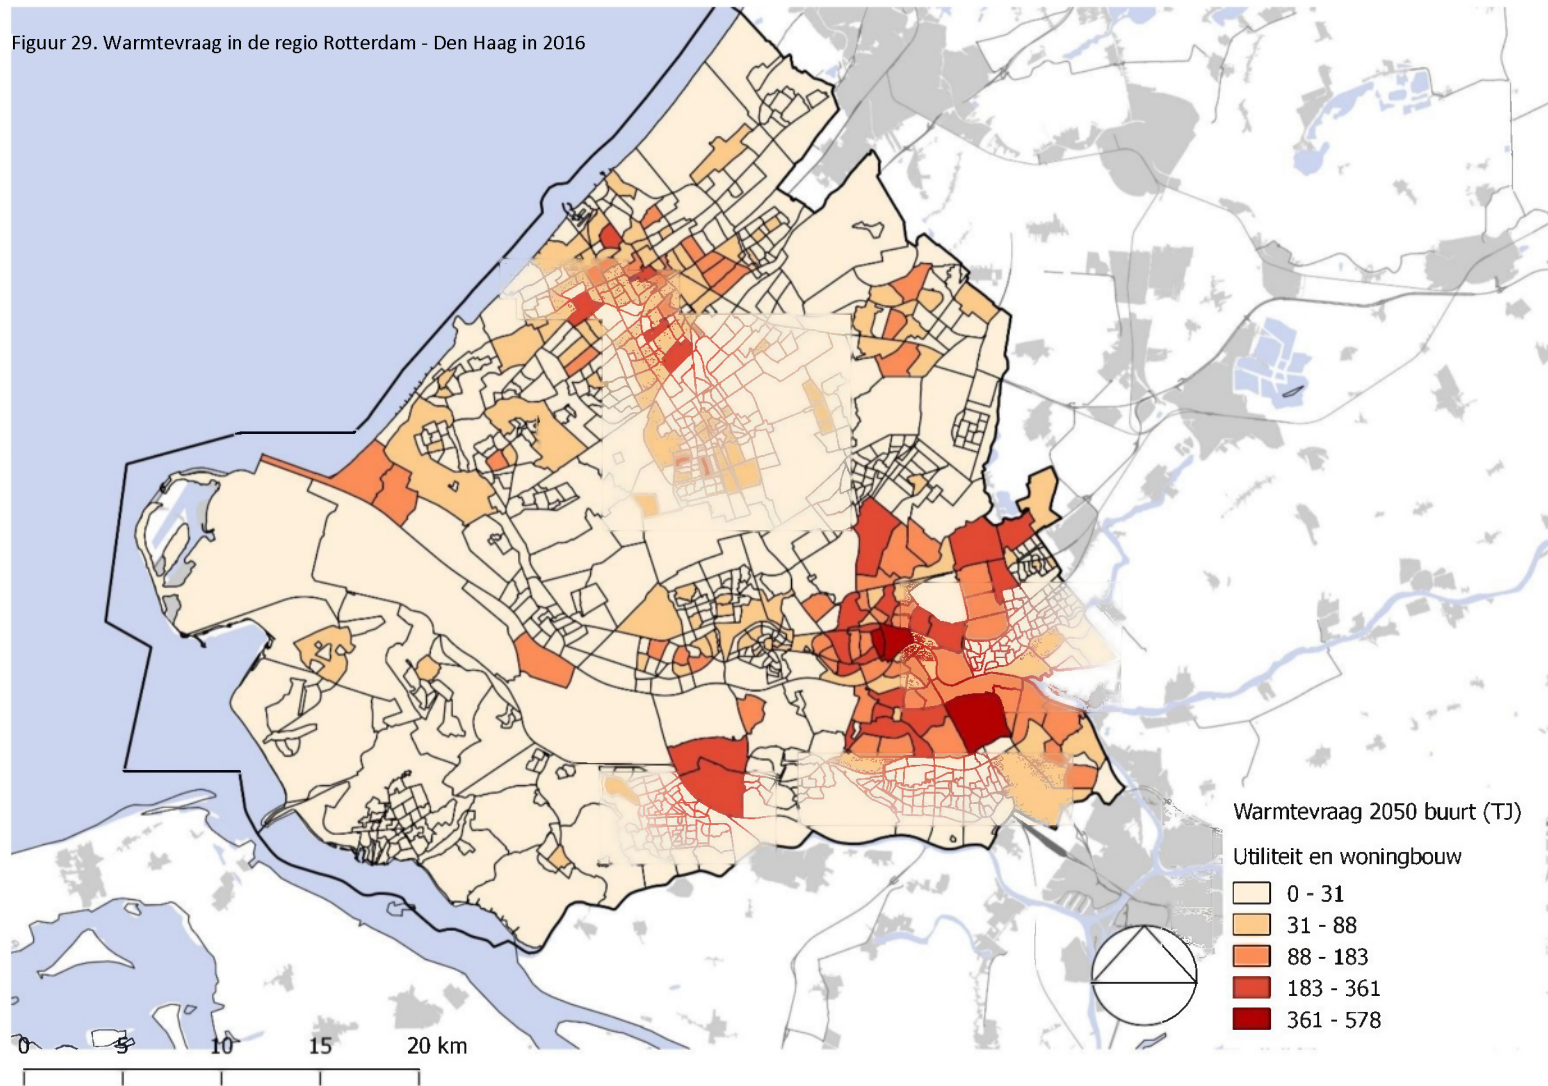 Figuur 29. Warmtevraag in de regio Rotterdam - Den Haag in 2016
Warmtevraag 2050 buurt (TJ)
Utiliteit en woningbouw
0 - 31
31 - 88
88 - 183
183 - 361
361 - 578
0 5 10 15 20 km